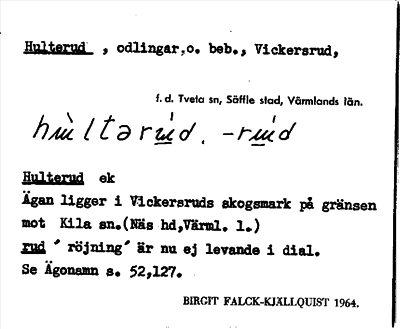 Hulterud , odlingar,o. beb., Vickersrud,
f. d. Tveta sn, Säffle stad, Värmlands län.
hùltərúd. -rúd
Hulterud ek
Ägan ligger i Vickersruds skogsmark på gränsen
mot Kila sn.(Näs hd,Värml. l.)
rud ´röjning´ är nu ej levande i dial.
Se Ägonamn s. 52,127.
BIRGIT FALCK-KJÄLLQUIST 1964.